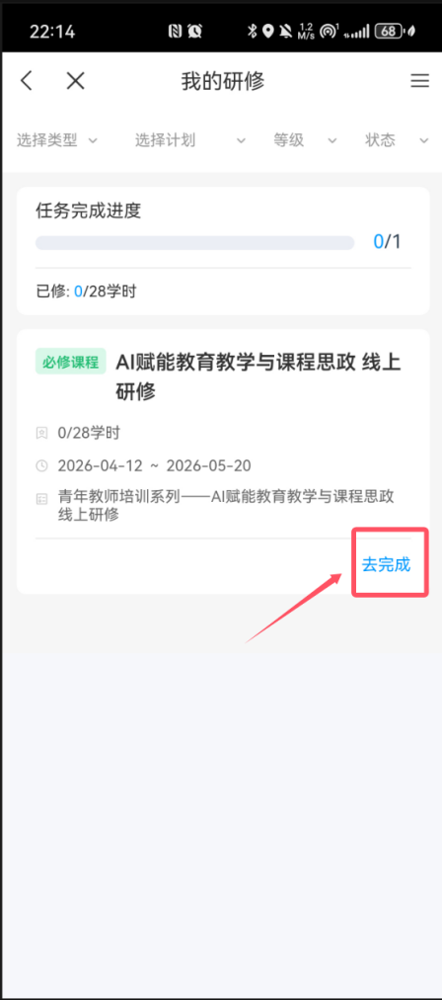 22:14 1.2 M/s 68
我的研修
选择类型 选择计划 等级 状态
任务完成进度
0/1
已修: 0/28学时
必修课程 AI赋能教育教学与课程思政 线上
研修
0/28学时
2026-04-12 ~ 2026-05-20
青年教师培训系列——AI赋能教育教学与课程思政
线上研修
去完成